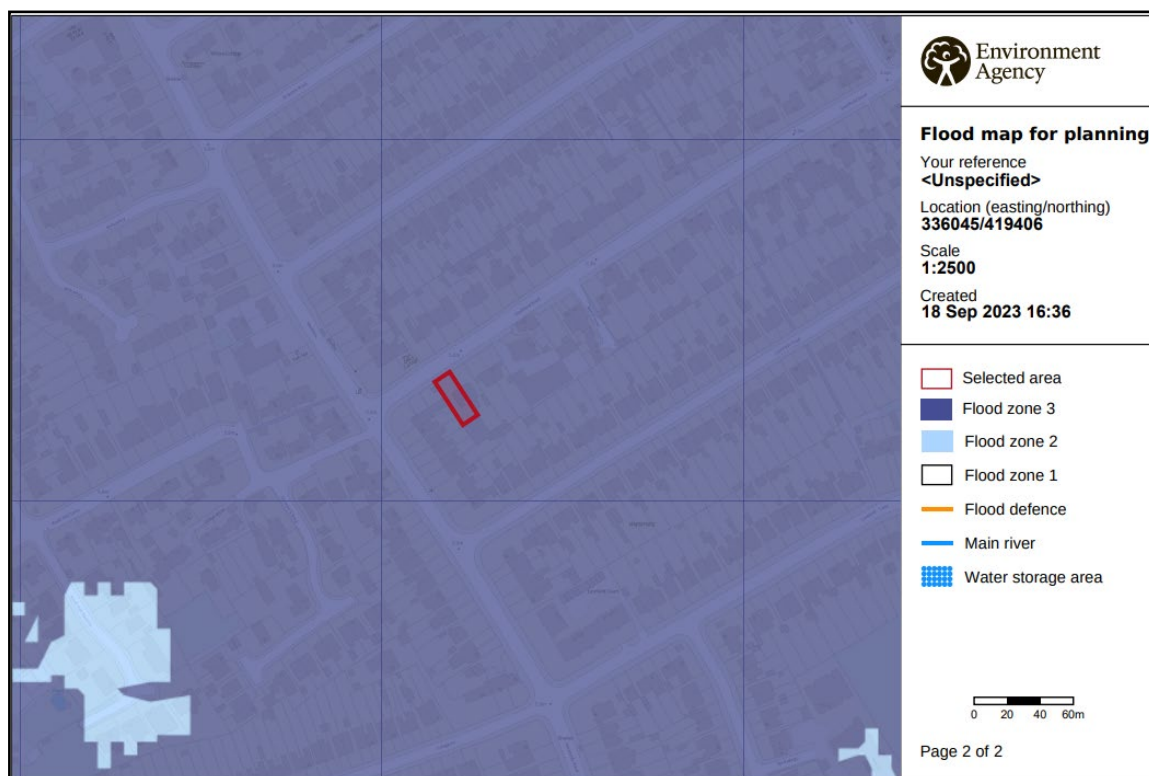 Environment
Agency
Flood map for planning
Your reference
<Unspecified>
Location (easting/northing)
336045/419406
Scale
1:2500
Created
18 Sep 2023 16:36
Selected area
Flood zone 3
Flood zone 2
Flood zone 1
Flood defence
Main river
Water storage area
0 20 40 60m
Page 2 of 2